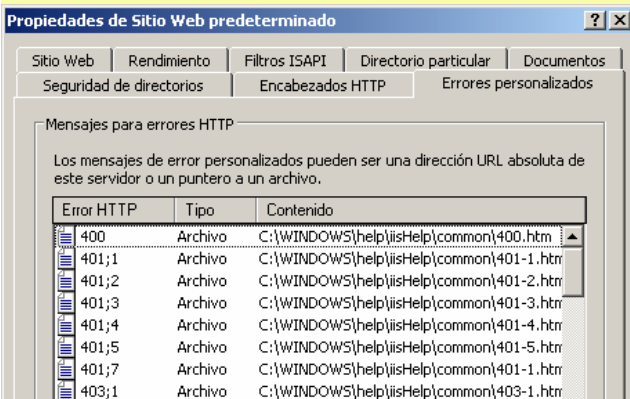 Propiedades de Sitio Web predeterminado
Sitio Web Rendimiento Filtros ISAPI Directorio particular Documentos
Seguridad de directorios Encabezados HTTP Errores personalizados
Mensajes para errores HTTP
Los mensajes de error personalizados pueden ser una dirección URL absoluta de
este servidor o un puntero a un archivo.
Error HTTP Tipo Contenido
400 Archivo C:\WINDOWS\help\iisHelp\common\400.htm
401;1 Archivo C:\WINDOWS\help\iisHelp\common\401-1.htm
401;2 Archivo C:\WINDOWS\help\iisHelp\common\401-2.htm
401;3 Archivo C:\WINDOWS\help\iisHelp\common\401-3.htm
401;4 Archivo C:\WINDOWS\help\iisHelp\common\401-4.htm
401;5 Archivo C:\WINDOWS\help\iisHelp\common\401-5.htm
401;7 Archivo C:\WINDOWS\help\iisHelp\common\401-1.htm
403;1 Archivo C:\WINDOWS\help\iisHelp\common\403-1.htm